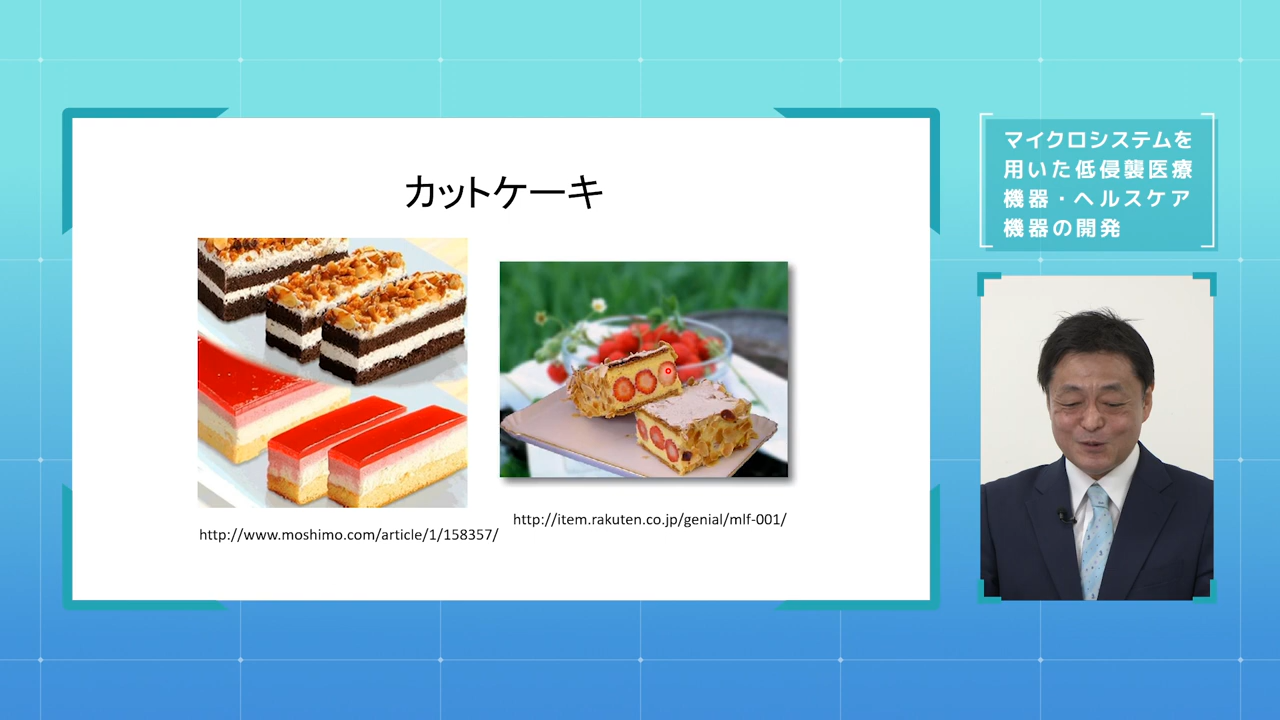 カットケーキ
http://www.moshimo.com/article/1/158357/
http://item.rakuten.co.jp/genial/mlf-001/
マイクロシステムを
用いた低侵襲医療
機器・ヘルスケア
機器の開発